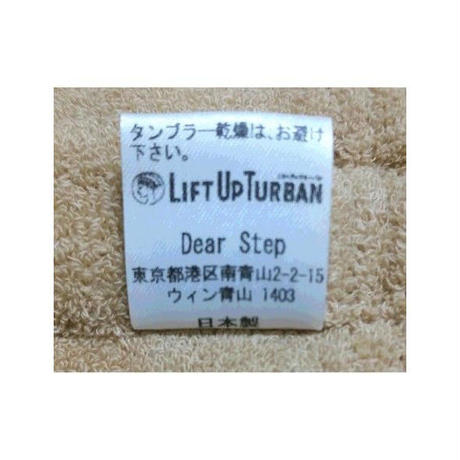 タンブラー乾燥は、お避け
下さい。
LIFT UP TURBAN
Dear Step
東京都港区南青山2-2-15
ウィン青山 1403
日本製